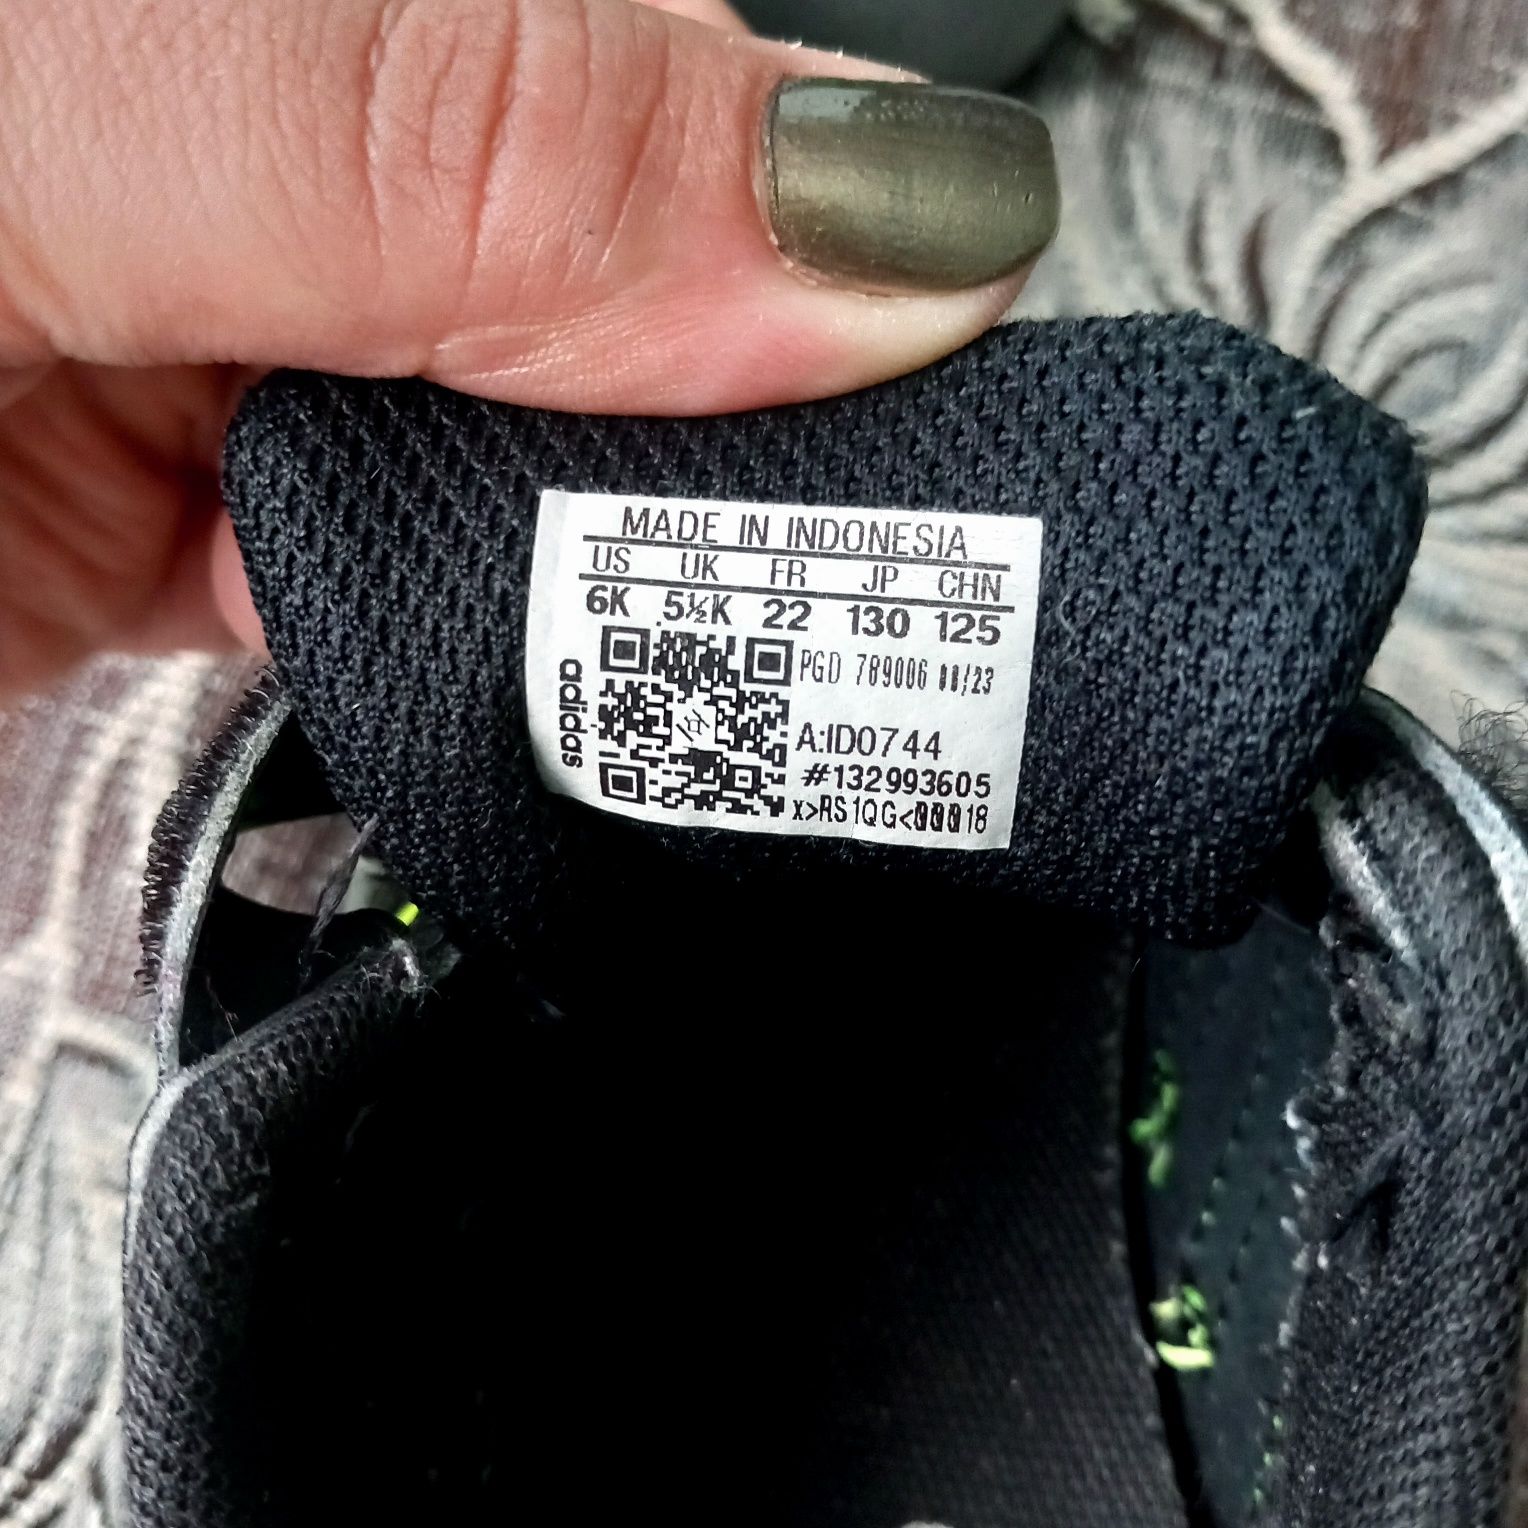 MADE IN INDONESIA
US UK FR JP CHN
6K 5½K 22 130 125
PGD 789006
A:ID0744
#132993605
adidas